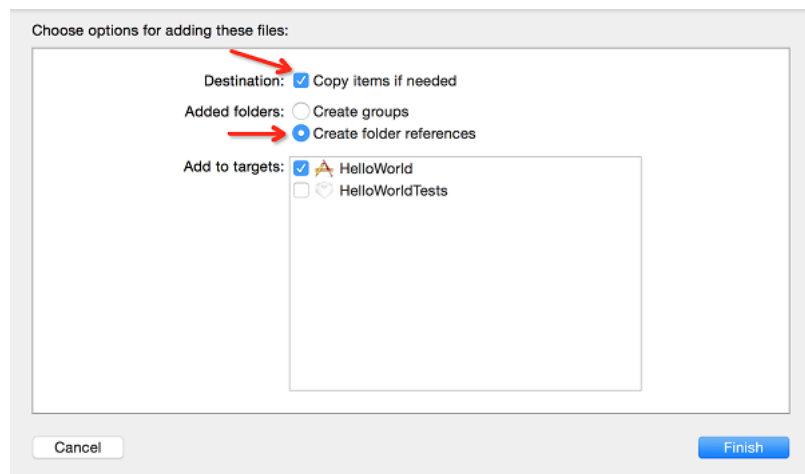 Choose options for adding these files:
Destination: Copy items if needed
Added folders: Create groups
Create folder references
Add to targets: HelloWorld
HelloWorldTests
Cancel Finish